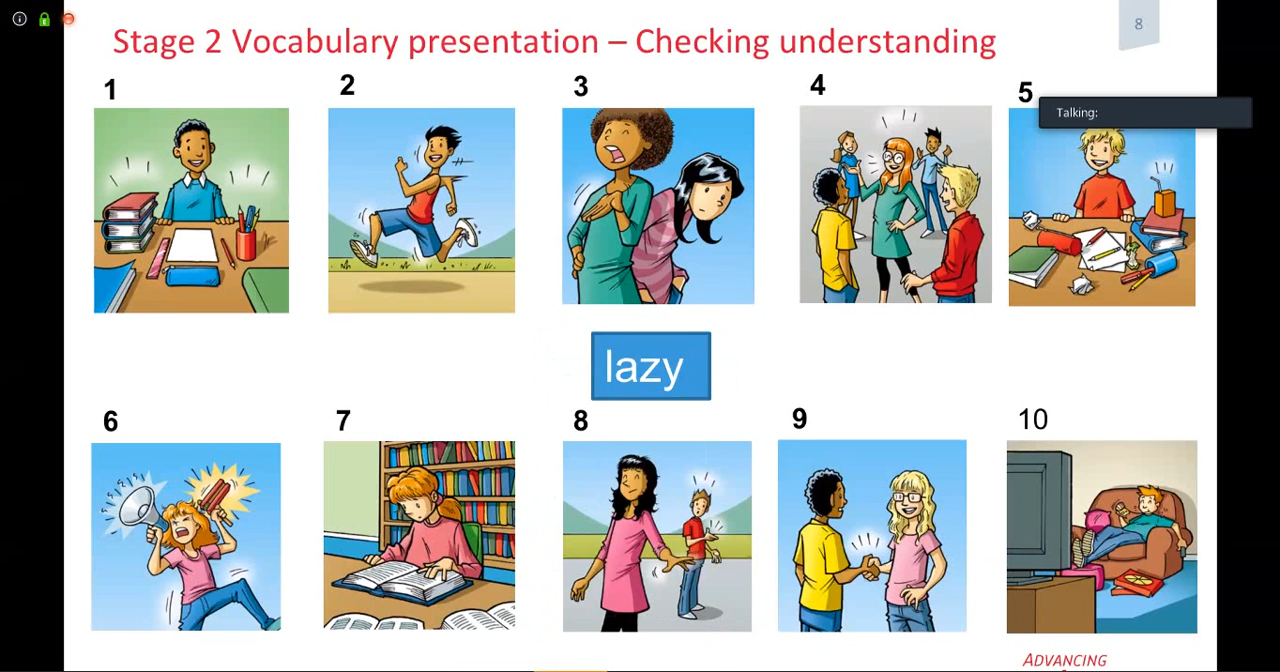 8
Stage 2 Vocabulary presentation – Checking understanding
1
2
3
4
5
Talking:
lazy
6
7
8
9
10
ADVANCING